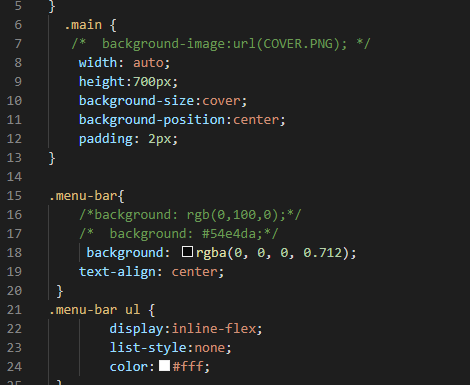 5 }
6 .main {
7 /* background-image:url(COVER.PNG); */
8 width: auto;
9 height:700px;
10 background-size:cover;
11 background-position:center;
12 padding: 2px;
13 }
14
15 .menu-bar{
16 /*background: rgb(0,100,0);*/
17 /* background: #54e4da;*/
18 background: rgba(0, 0, 0, 0.712);
19 text-align: center;
20 }
21 .menu-bar ul {
22 display:inline-flex;
23 list-style:none;
24 color:#fff;
25 }